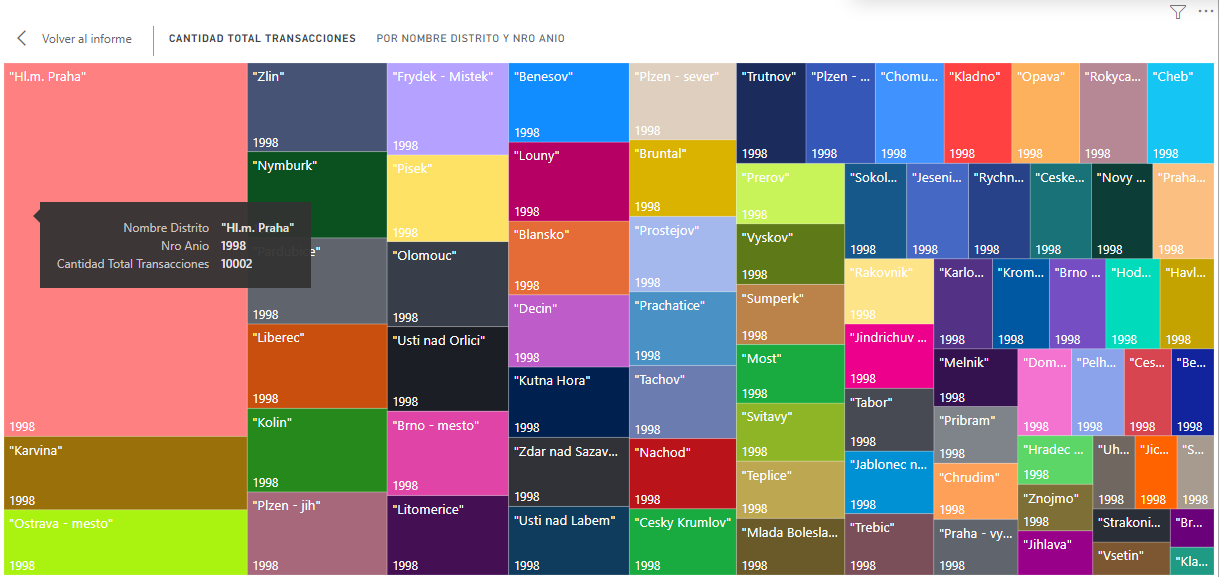 Volver al informe
CANTIDAD TOTAL TRANSACCIONES
POR NOMBRE DISTRITO Y NRO ANIO
"Hl.m. Praha"
1998
"Karvina"
1998
"Ostrava - mesto"
1998
Nombre Distrito "Hl.m. Praha"
Nro Anio 1998
Cantidad Total Transacciones 10002
"Zlin"
1998
"Nymburk"
"Pardubice"
1998
"Liberec"
1998
"Kolin"
1998
"Plzen - jih"
1998
"Frydek - Mistek"
1998
"Pisek"
1998
"Olomouc"
1998
"Usti nad Orlici"
1998
"Brno - mesto"
1998
"Litomerice"
1998
"Benesov"
1998
"Louny"
1998
"Blansko"
1998
"Decin"
1998
"Kutna Hora"
1998
"Zdar nad Sazav...
1998
"Usti nad Labem"
1998
"Plzen - sever"
1998
"Bruntal"
1998
"Prostejov"
1998
"Prachatice"
1998
"Tachov"
1998
"Nachod"
1998
"Cesky Krumlov"
1998
"Trutnov"
1998
"Plzen - ...
1998
"Chomu...
1998
"Kladno"
1998
"Opava"
1998
"Rokyca...
1998
"Cheb"
1998
"Prerov"
1998
"Vyskov"
1998
"Sumperk"
1998
"Most"
1998
"Svitavy"
1998
"Teplice"
1998
"Mlada Bolesla...
1998
"Sokol...
1998
"Jeseni...
1998
"Rychn...
1998
"Ceske...
1998
"Novy ...
1998
"Praha...
1998
"Rakovnik"
1998
"Jindrichuv ...
1998
"Tabor"
1998
"Jablonec n...
1998
"Trebic"
1998
"Karlo...
1998
"Krom...
1998
"Brno ...
1998
"Hod...
1998
"Havl...
1998
"Melnik"
1998
"Pribram"
1998
"Chrudim"
1998
"Praha - vy...
1998
"Dom...
1998
"Pelh...
1998
"Ces...
1998
"Be...
1998
"Hradec ...
1998
"Znojmo"
1998
"Jihlava"
1998
"Uh...
1998
"Jic...
1998
"S...
1998
"Strakoni...
"Vsetin"
1998
"Br...
"Kla...